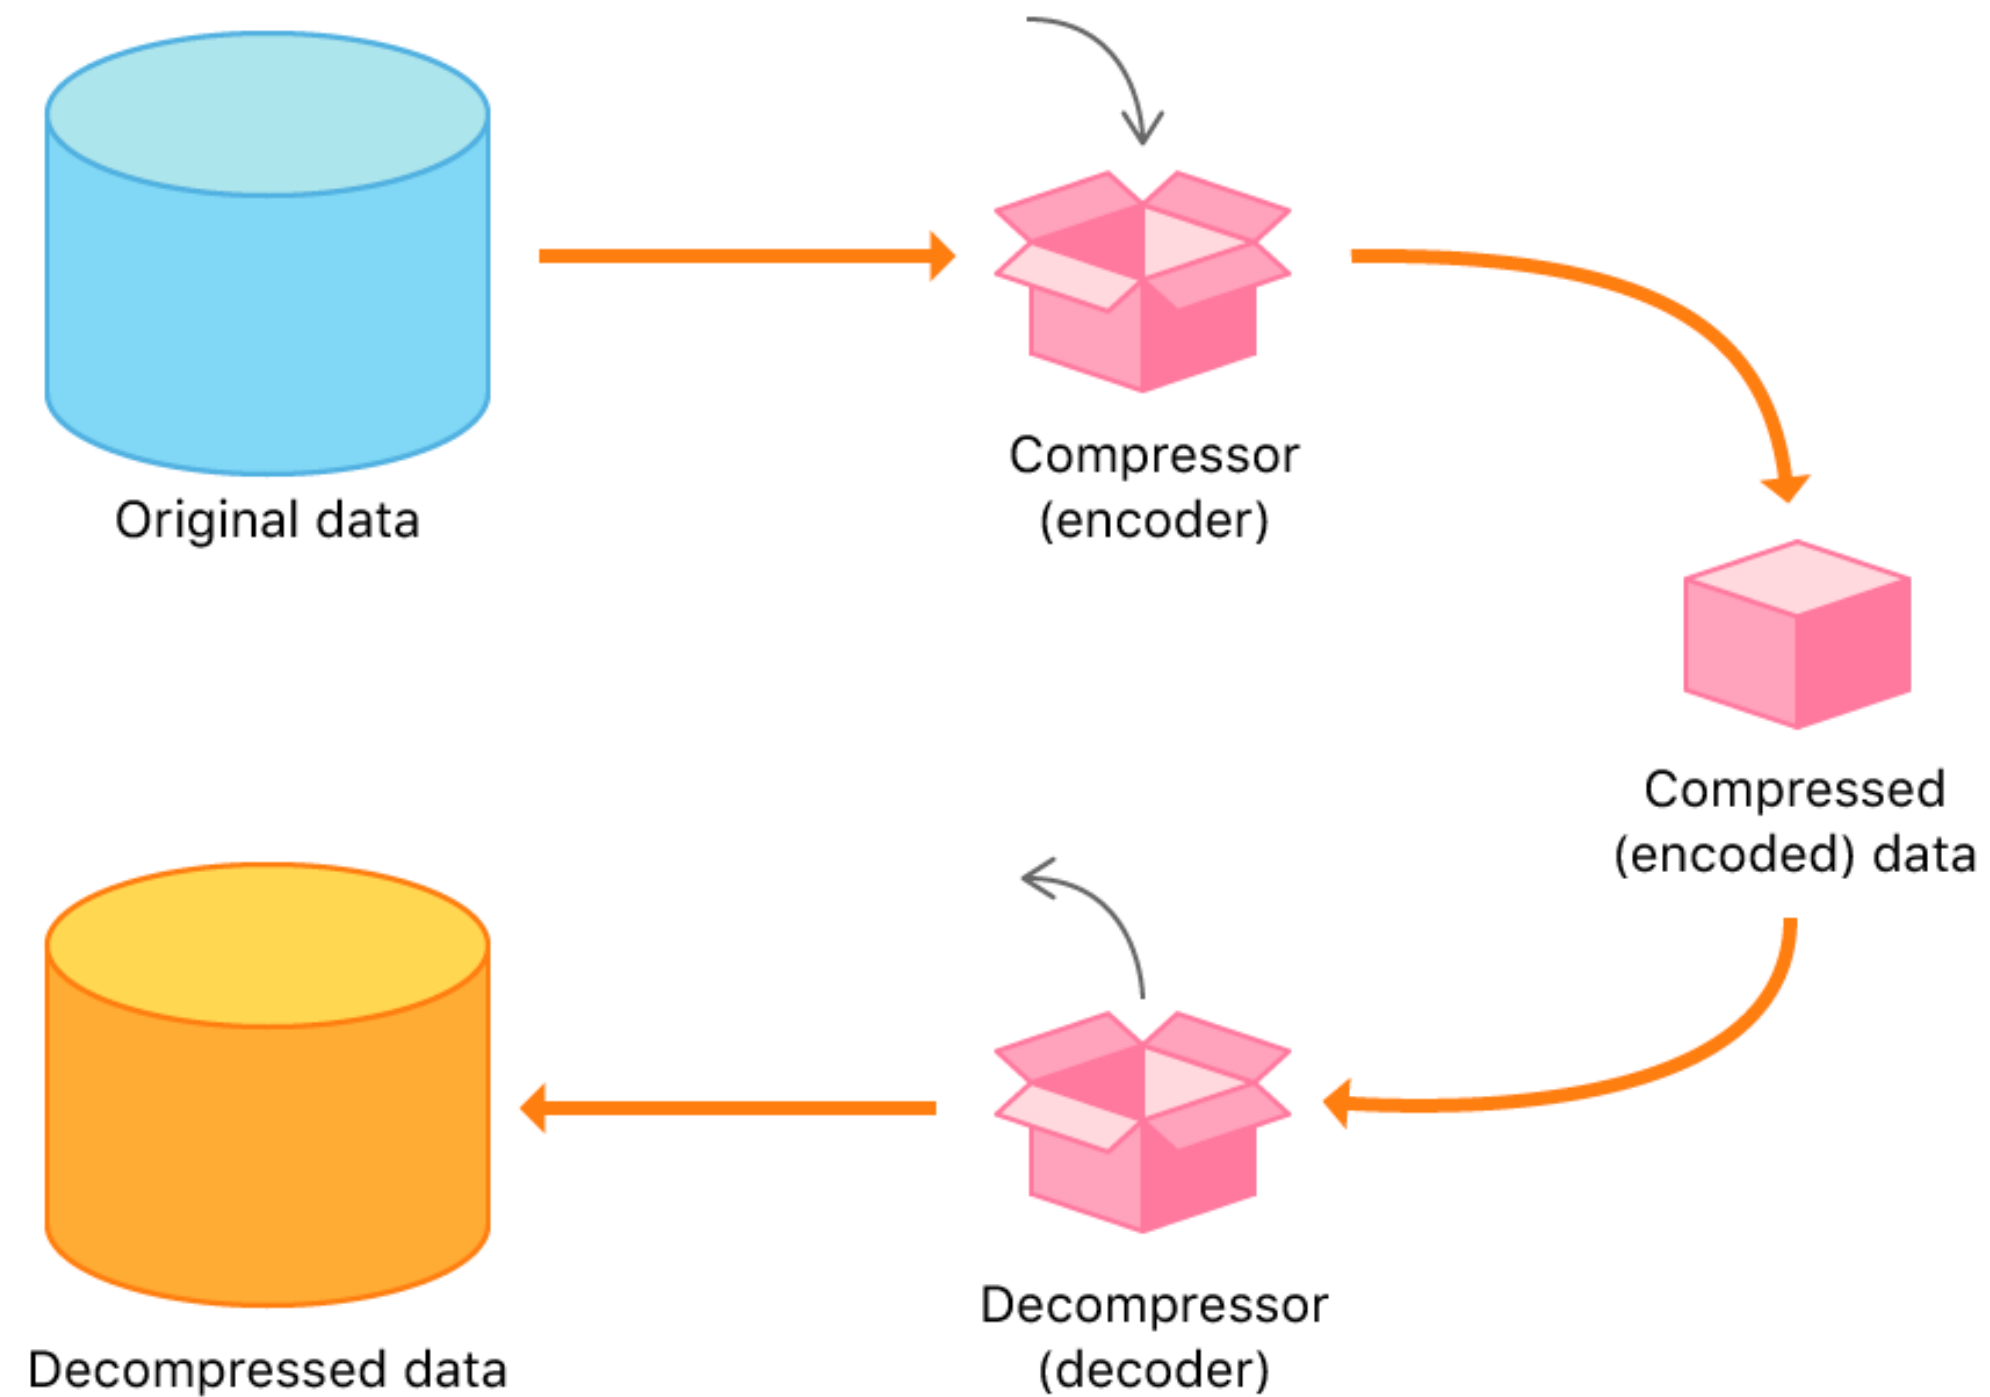 Original data
Compressor
(encoder)
Compressed
(encoded) data
Decompressor
(decoder)
Decompressed data